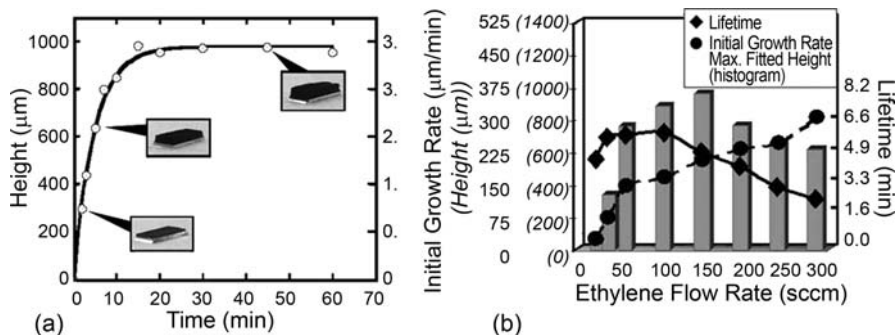 (a)
1000
800
600
400
200
0
Height (μm)
0 10 20 30 40 50 60 70
Time (min)
3.
3.
2.
1.
0.
0.
(b)
Initial Growth Rate (μm/min)
(Height (μm))
525 (1400)
450 (1200)
375 (1000)
300 (800)
225 (600)
150 (400)
75 (200)
0 (0)
Lifetime
Initial Growth Rate
Max. Fitted Height
(histogram)
8.2
6.6
4.9
3.3
1.6
0.0
Lifetime (min)
0 50 100 150 200 250 300
Ethylene Flow Rate (sccm)